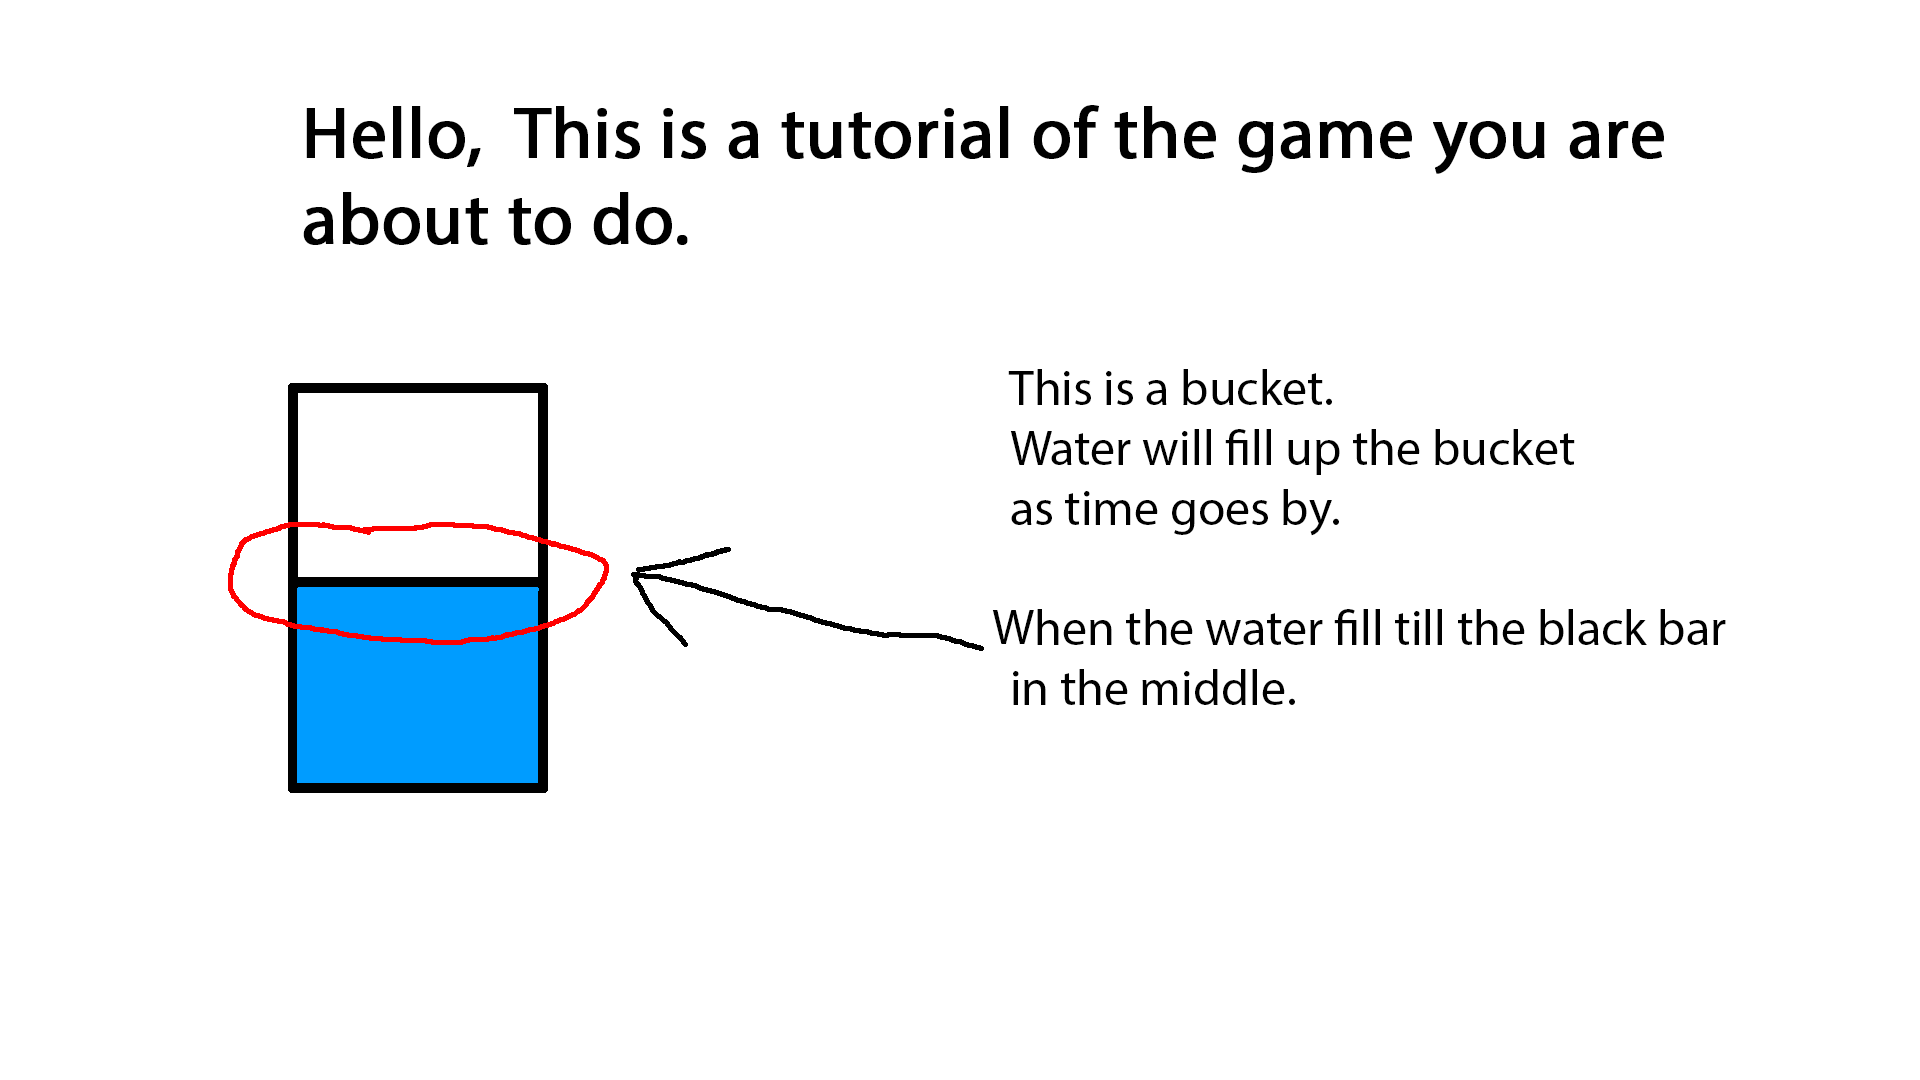 Hello,  This is a tutorial of the game you are
about to do.
This is a bucket.
Water will fill up the bucket
as time goes by.
When the water fill till the black bar
in the middle.